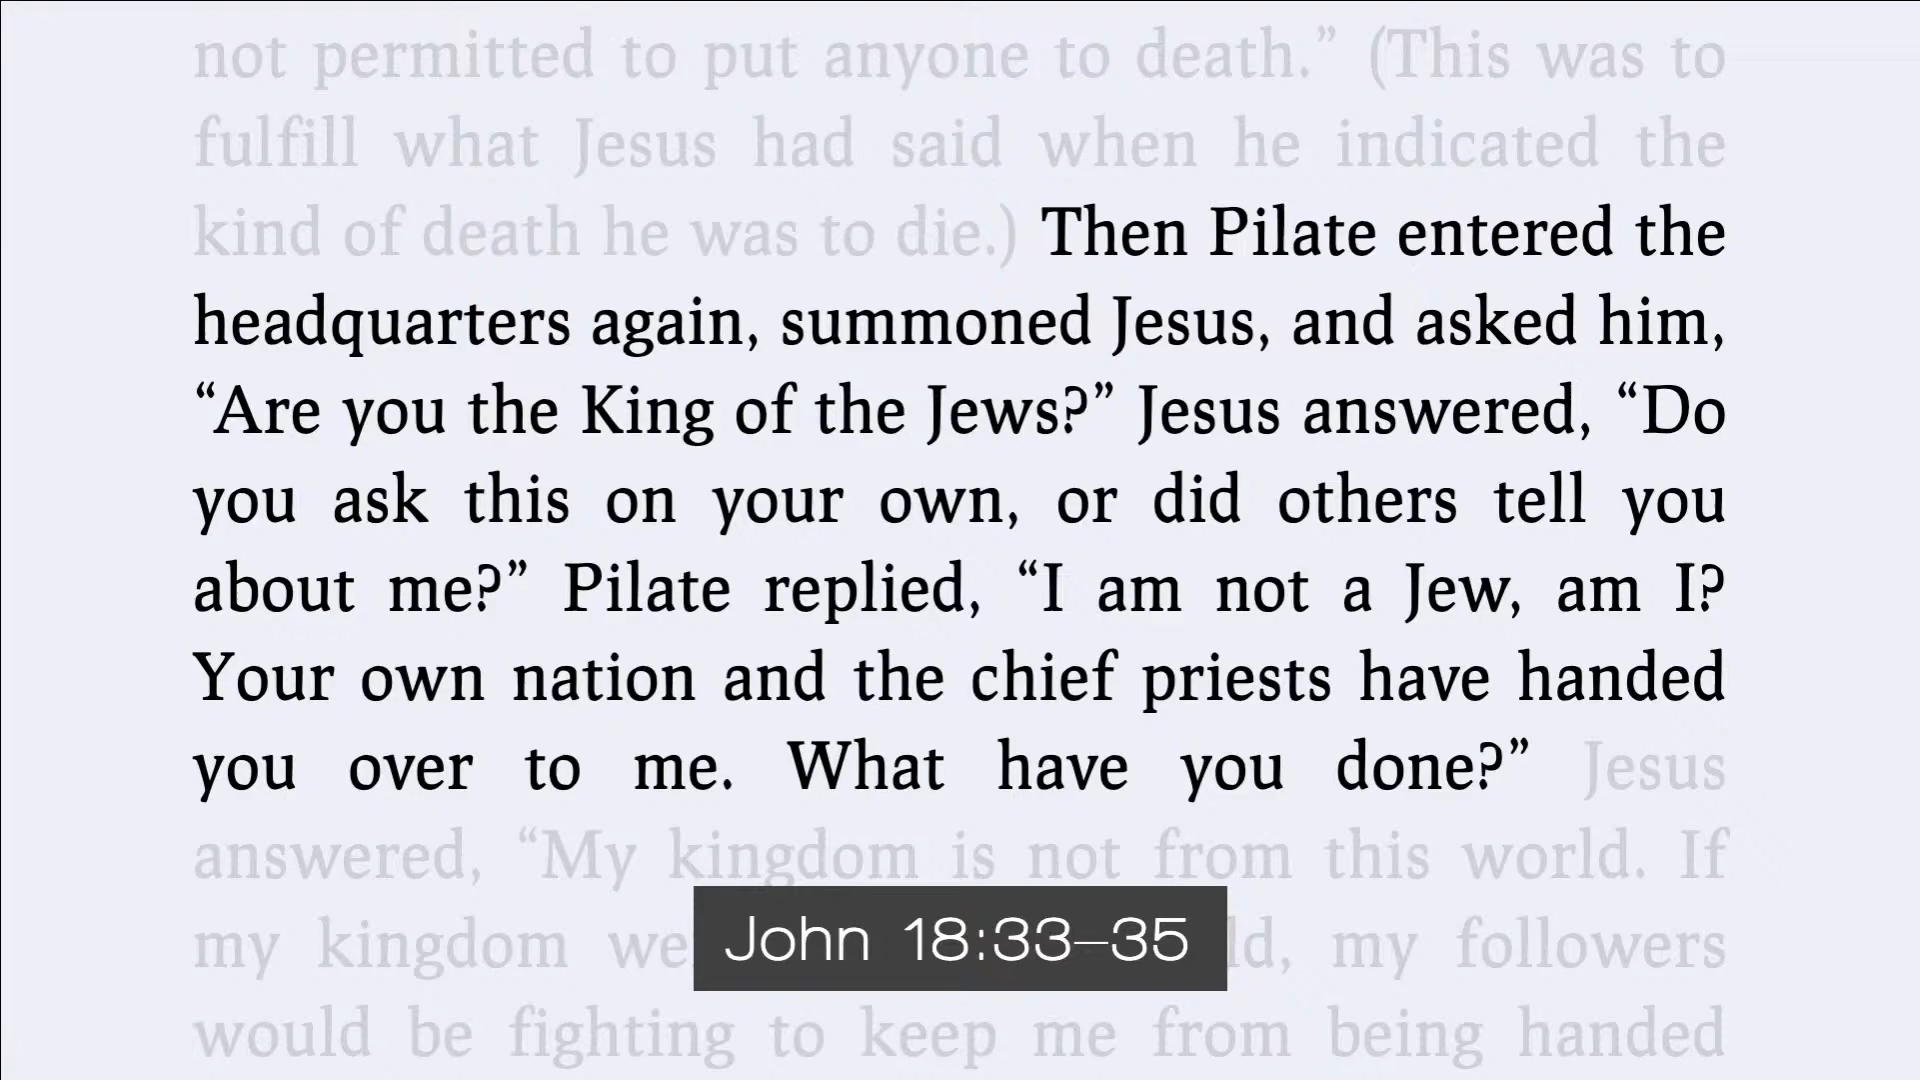 not permitted to put anyone to death.” (This was to
fulfill what Jesus had said when he indicated the
kind of death he was to die.) Then Pilate entered the
headquarters again, summoned Jesus, and asked him,
“Are you the King of the Jews?” Jesus answered, “Do
you ask this on your own, or did others tell you
about me?” Pilate replied, “I am not a Jew, am I?
Your own nation and the chief priests have handed
you over to me. What have you done?” Jesus
answered, “My kingdom is not from this world. If
my kingdom my followers
John 18:33–35
would be fighting to keep me from being handed